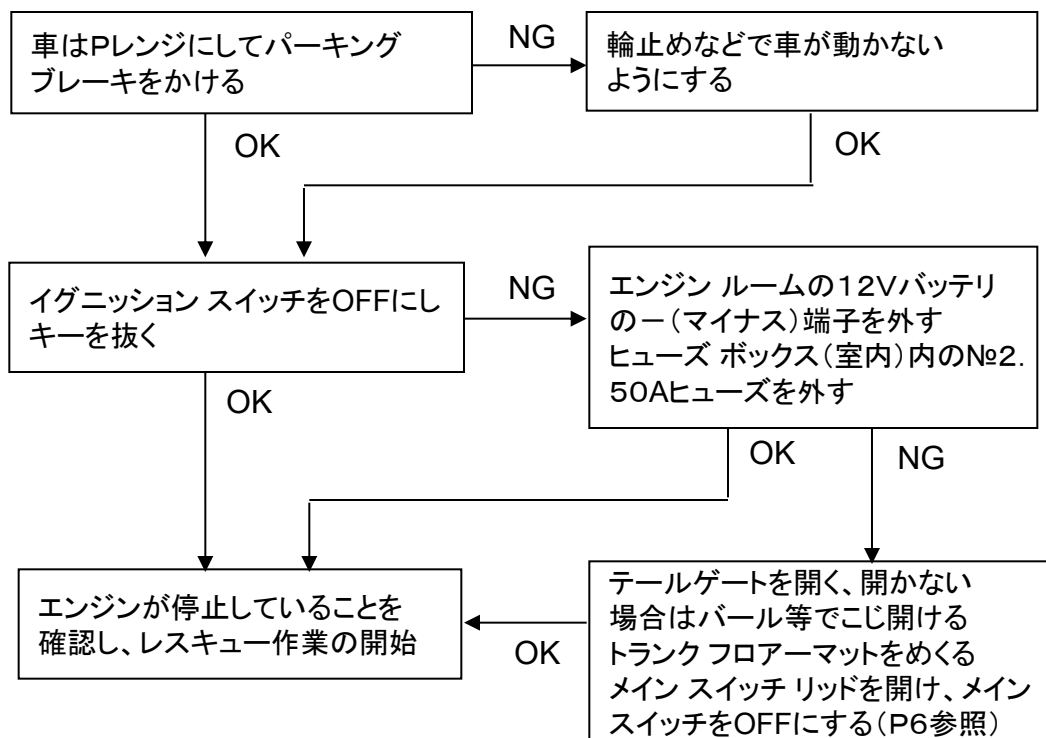 車はPレンジにしてパーキング
ブレーキをかける
NG
輪止めなどで車が動かない
ようにする
OK
OK
イグニッション スイッチをOFFにし
キーを抜く
NG
エンジン ルームの12Vバッテリ
の－(マイナス)端子を外す
ヒューズ ボックス(室内)内の№2.
50Aヒューズを外す
OK
OK
NG
エンジンが停止していることを
確認し、レスキュー作業の開始
OK
テールゲートを開く、開かない
場合はバール等でこじ開ける
トランク フロアーマットをめくる
メイン スイッチ リッドを開け、メイン
スイッチをOFFにする(P6参照)